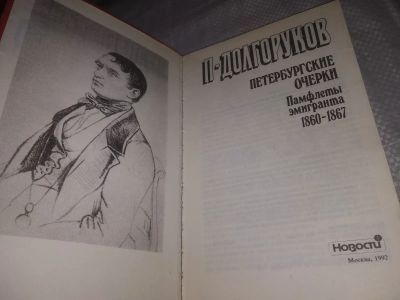 П·ДОЛГОРУКОВ
ПЕТЕРБУРГСКИЕ
ОЧЕРКИ
Памфлеты
эмигранта
1860–1867
Новости
Москва, 1992